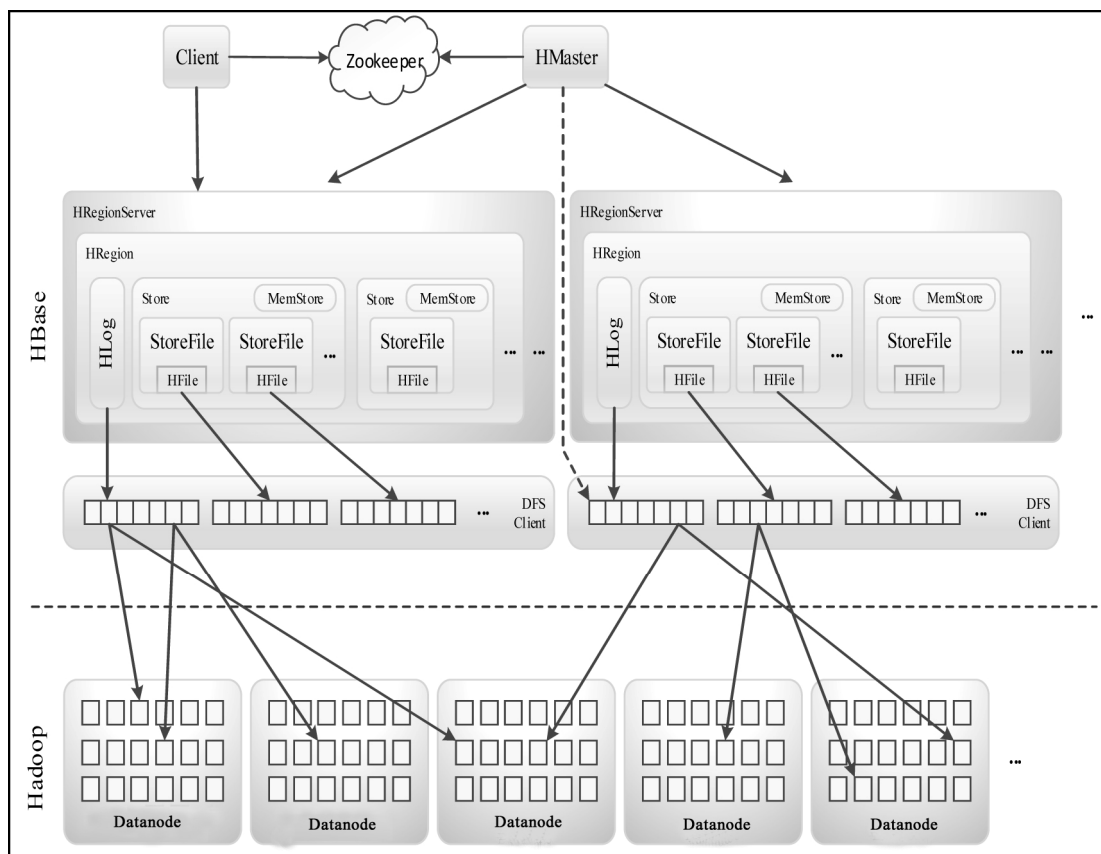 Client
Zookeeper
HMaster
HBase
HRegionServer
HRegion
HLog
Store
MemStore
StoreFile
HFile
StoreFile
HFile
...
Store
MemStore
StoreFile
HFile
... ...
HRegionServer
HRegion
HLog
Store
MemStore
StoreFile
HFile
StoreFile
HFile
...
Store
MemStore
StoreFile
HFile
... ...
...
... DFS
Client
... DFS
Client
Hadoop
Datanode
Datanode
Datanode
Datanode
Datanode
...